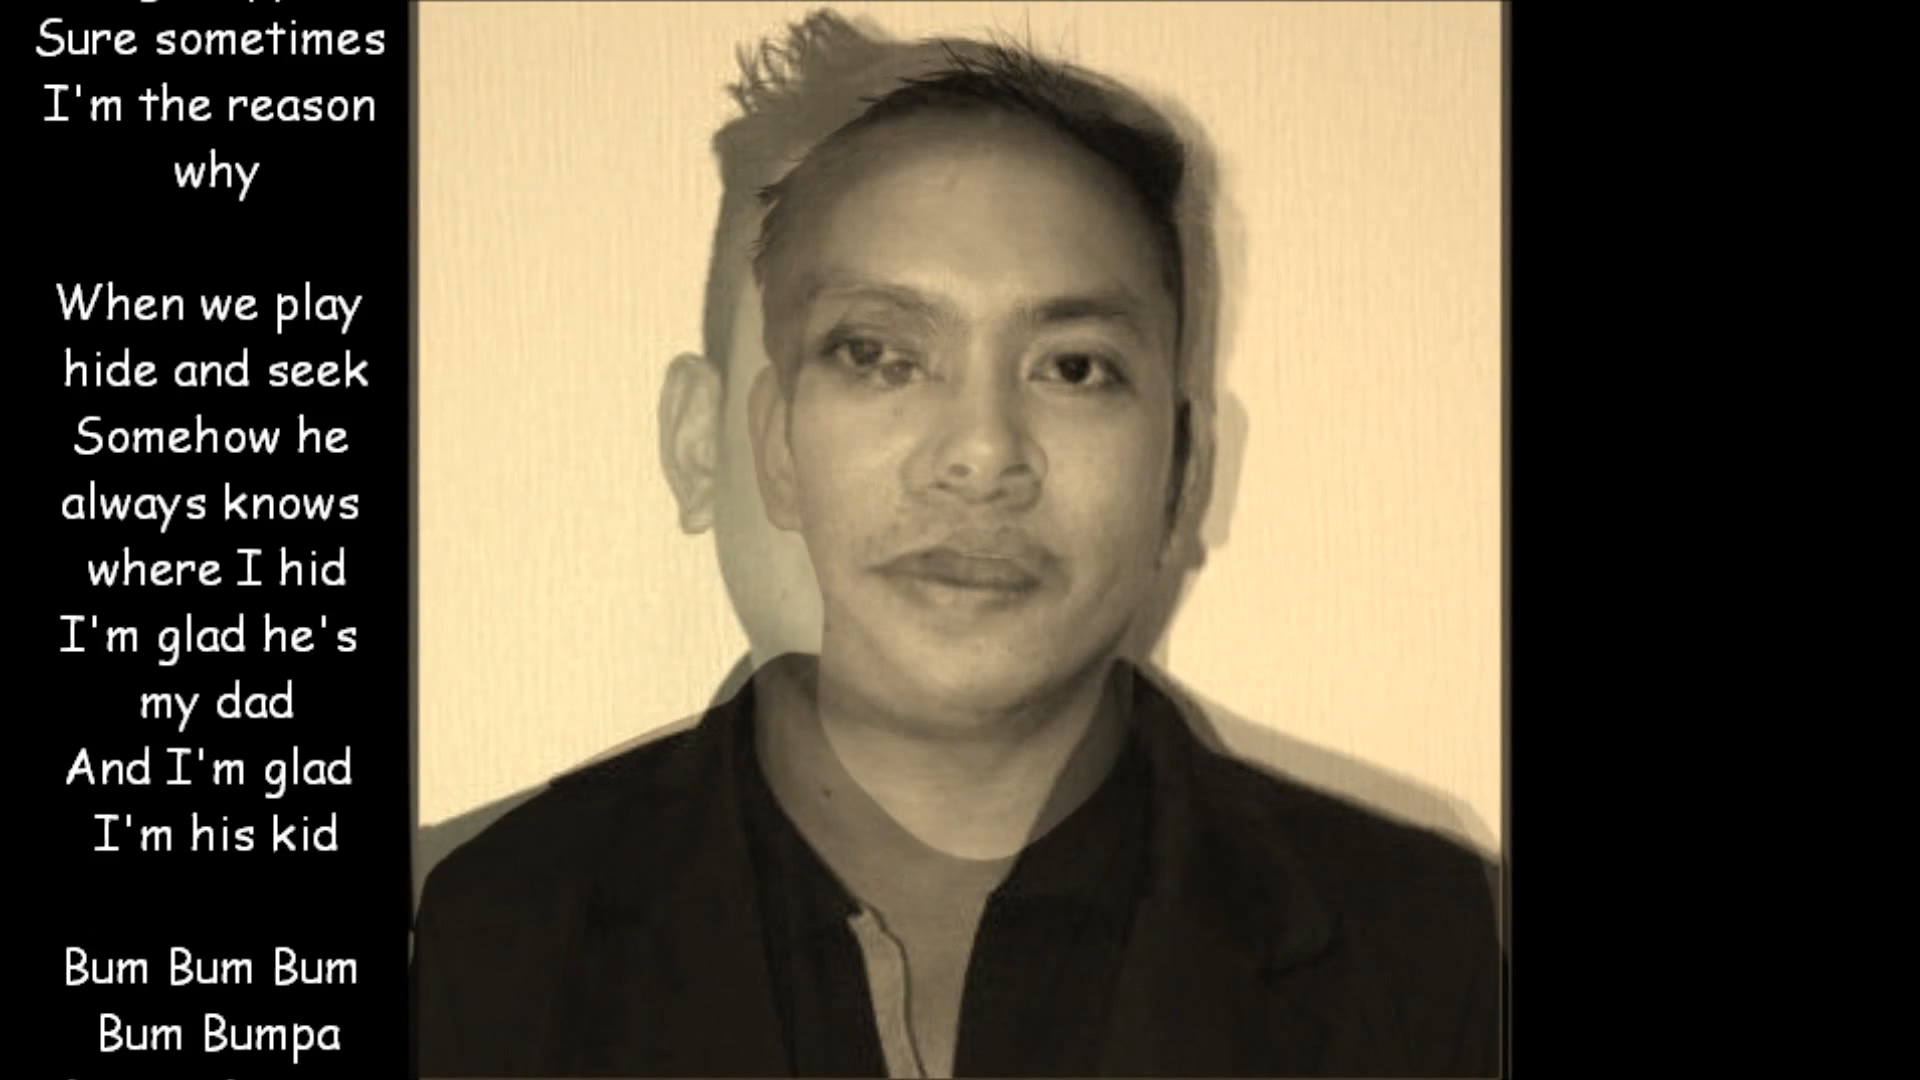 Sure sometimes
I'm the reason
why
When we play
hide and seek
Somehow he
always knows
where I hid
I'm glad he's
my dad
And I'm glad
I'm his kid
Bum Bum Bum
Bum Bumpa